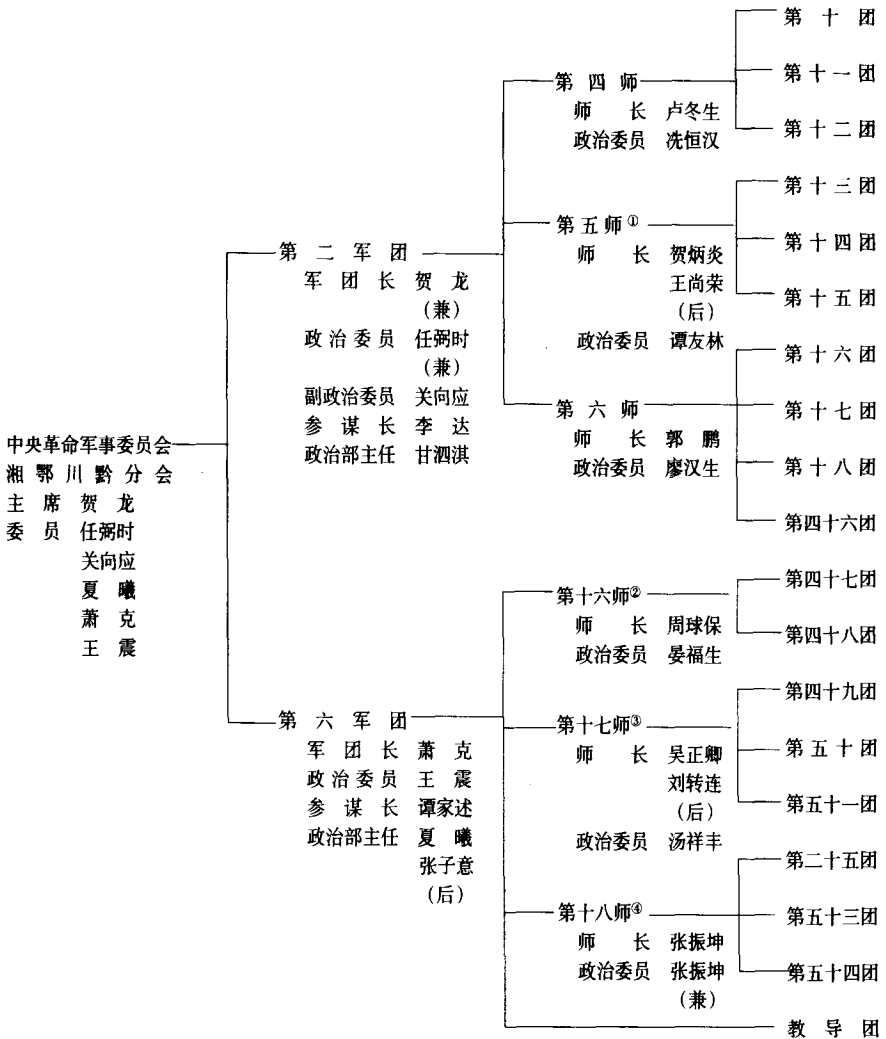 中央革命军事委员会
湘鄂川黔分会
主席 贺龙
委员 任弼时
关向应
夏曦
萧克
王震
第二军团
军团长 贺龙
（兼）
政治委员 任弼时
（兼）
副政治委员 关向应
参谋长 李达
政治部主任 甘泗淇
第四师
师长 卢冬生
政治委员 冼恒汉
第十团
第十一团
第十二团
第五师①
师长 贺炳炎
王尚荣
（后）
政治委员 谭友林
第十三团
第十四团
第十五团
第六师
师长 郭鹏
政治委员 廖汉生
第十六团
第十七团
第十八团
第四十六团
第六军团
军团长 萧克
政治委员 王震
参谋长 谭家述
政治部主任 夏曦
张子意
（后）
第十六师②
师长 周球保
政治委员 晏福生
第四十七团
第四十八团
第十七师③
师长 吴正卿
刘转连
（后）
政治委员 汤祥丰
第四十九团
第五十团
第五十一团
第十八师④
师长 张振坤
政治委员 张振坤
（兼）
第二十五团
第五十三团
第五十四团
教导团